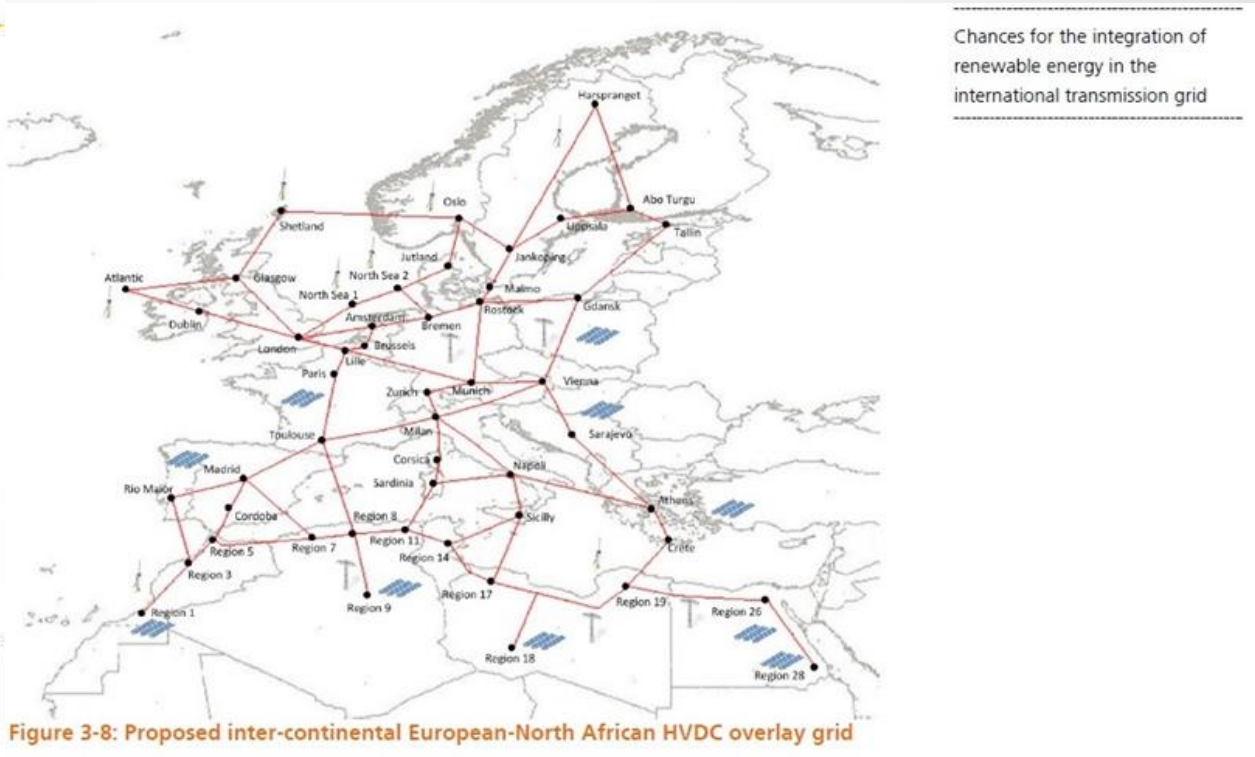 Chances for the integration of
renewable energy in the
international transmission grid
Harspranget
Abo Turgu
Oslo
Uppsala
Tallin
Shetland
Jankoping
Jutland
Atlantic
Glasgow
North Sea 2
Malmo
North Sea 1
Rostock
Gdansk
Dublin
Amsterdam
Bremen
London
Brussels
Lille
Paris
Zurich
Munich
Vienna
Toulouse
Milan
Sarajevo
Corsica
Madrid
Napoli
Rio Maior
Sardinia
Athens
Cordoba
Region 8
Sicilly
Region 5
Region 7
Region 11
Crete
Region 14
Region 3
Region 17
Region 19
Region 1
Region 9
Region 26
Region 18
Region 28
Figure 3-8: Proposed inter-continental European-North African HVDC overlay grid